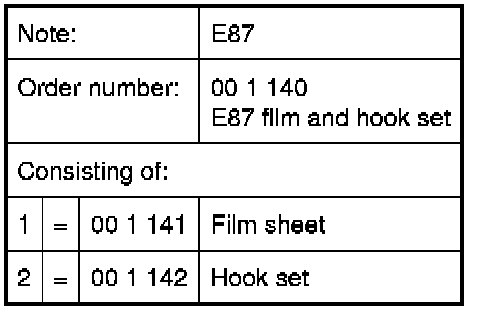 Note: E87
Order number: 00 1 140
E87 film and hook set
Consisting of:
1 = 00 1 141 Film sheet
2 = 00 1 142 Hook set